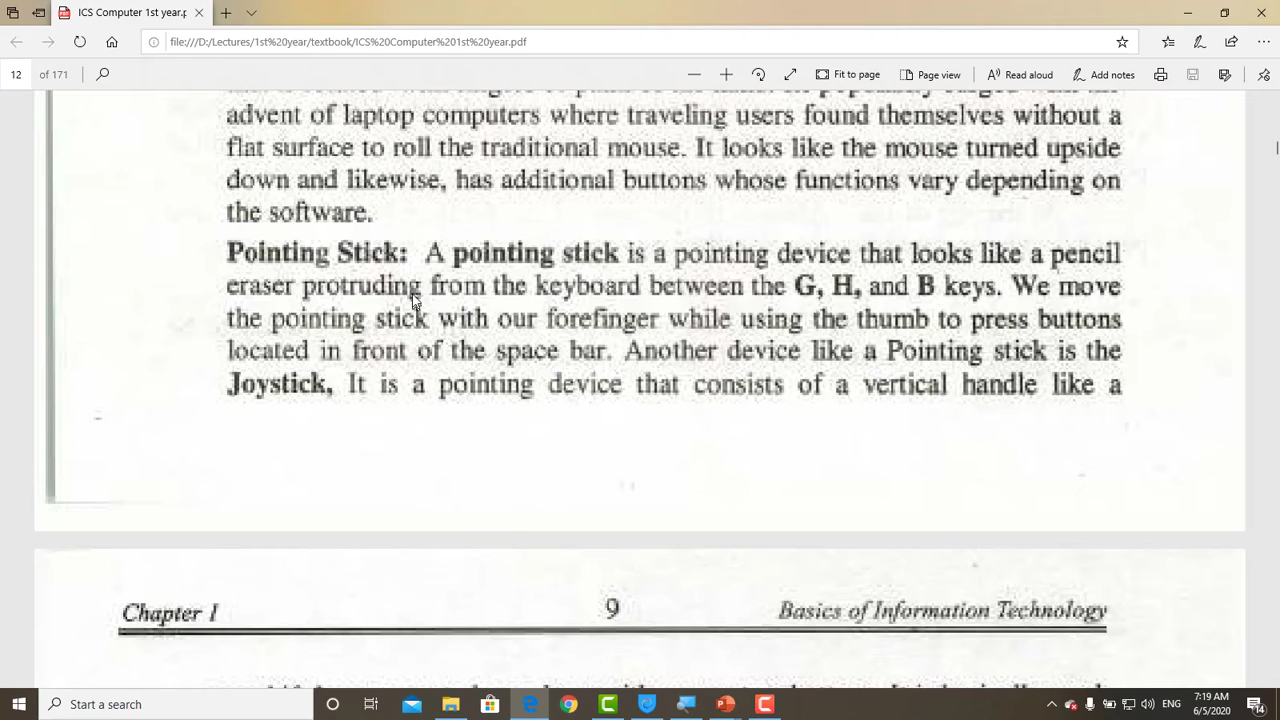 ICS Computer 1st year.p
file:///D:/Lectures/1st%20year/textbook/ICS%20Computer%201st%20year.pdf
12 of 171 Fit to page Page view Read aloud Add notes
advent of laptop computers where traveling users found themselves without a
flat surface to roll the traditional mouse. It looks like the mouse turned upside
down and likewise, has additional buttons whose functions vary depending on
the software.
Pointing Stick: A pointing stick is a pointing device that looks like a pencil
eraser protruding from the keyboard between the G, H, and B keys. We move
the pointing stick with our forefinger while using the thumb to press buttons
located in front of the space bar. Another device like a Pointing stick is the
Joystick, It is a pointing device that consists of a vertical handle like a
Chapter I 9 Basics of Information Technology
Start a search
ENG 7:19 AM
6/5/2020
14